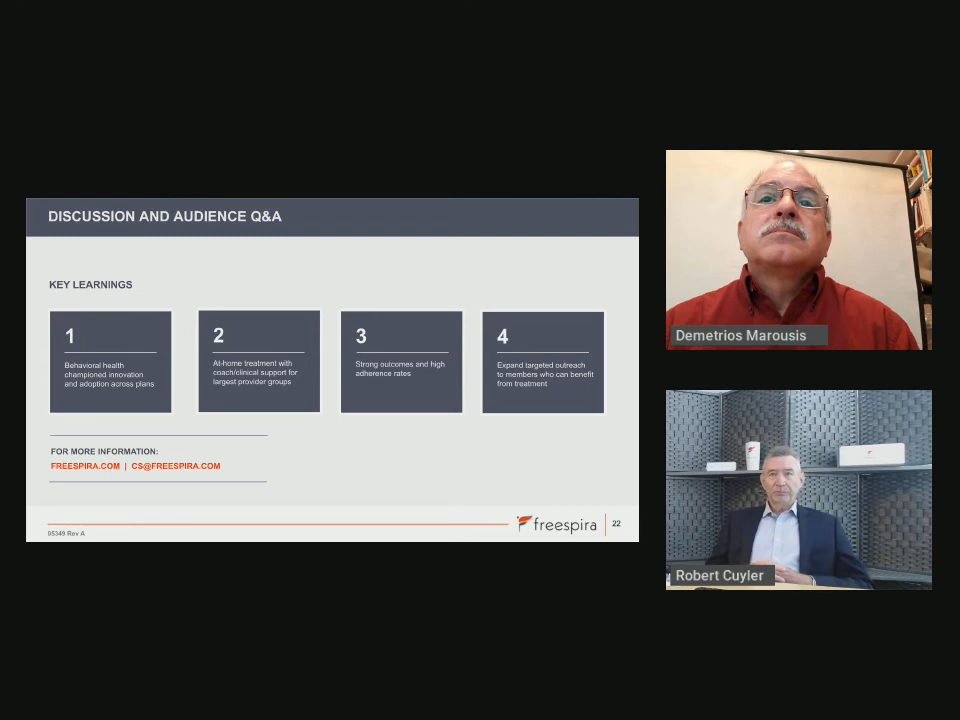 DISCUSSION AND AUDIENCE Q&A
KEY LEARNINGS
1
Behavioral health
championed innovation
and adoption across plans
2
At-home treatment with
coach/clinical support for
largest provider groups
3
Strong outcomes and high
adherence rates
4
Expand targeted outreach
to members who can benefit
from treatment
FOR MORE INFORMATION:
FREESPIRA.COM | CS@FREESPIRA.COM
freespira
22
05349 Rev A
Demetrios Marousis
Robert Cuyler